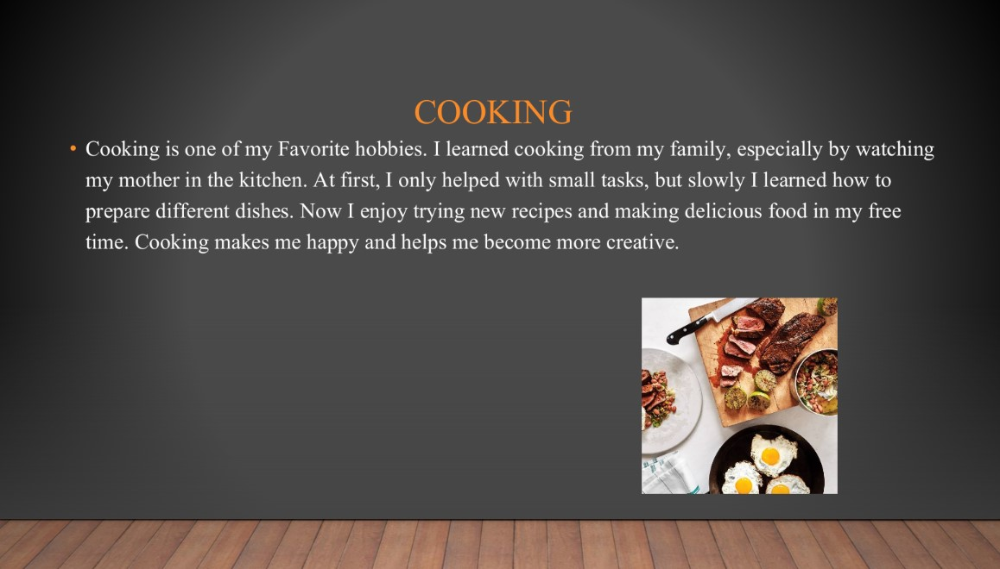 COOKING
• Cooking is one of my Favorite hobbies. I learned cooking from my family, especially by watching
my mother in the kitchen. At first, I only helped with small tasks, but slowly I learned how to
prepare different dishes. Now I enjoy trying new recipes and making delicious food in my free
time. Cooking makes me happy and helps me become more creative.